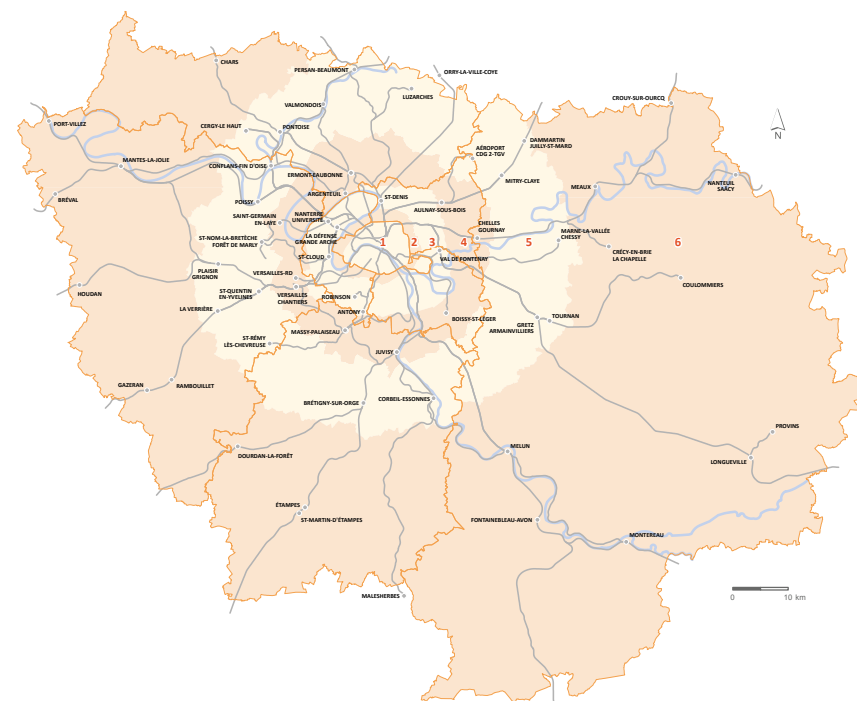 CHARS
PERSAN-BEAUMONT
ORRY-LA-VILLE-COYE
LUZARCHES
CROUY-SUR-OURCQ
VALMONDOIS
PORT-VILLEZ
CERGY-LE HAUT
PONTOISE
N
DAMMARTIN
JUILLY-ST-MARD
AÉROPORT
CDG 2-TGV
MANTES-LA-JOLIE
CONFLANS-FIN D'OISE
ERMONT-EAUBONNE
MITRY-CLAYE
MEAUX
NANTEUIL
SAÂCY
BRÉVAL
ARGENTEUIL
ST-DENIS
POISSY
AULNAY-SOUS-BOIS
SAINT-GERMAIN
EN-LAYE
NANTERRE
UNIVERSITÉ
CHELLES
GOURNAY
MARNE-LA-VALLÉE
CHESSY
ST-NOM-LA-BRETÈCHE
FORÊT DE MARLY
LA DÉFENSE
GRANDE ARCHE
1
2
3
4
5
6
ST-CLOUD
VAL DE FONTENAY
CRÉCY-EN-BRIE
LA CHAPELLE
PLAISIR
GRIGNON
VERSAILLES-RD
COULOMMIERS
HOUDAN
ST-QUENTIN
EN-YVELINES
VERSAILLES
CHANTIERS
ROBINSON
LA VERRIÈRE
ANTONY
BOISSY-ST-LÉGER
TOURNAN
GRETZ
ARMAINVILLIERS
MASSY-PALAISEAU
ST-RÉMY
LÈS-CHEVREUSE
JUVISY
GAZERAN
RAMBOUILLET
BRÉTIGNY-SUR-ORGE
CORBEIL-ESSONNES
PROVINS
MELUN
DOURDAN-LA-FORÊT
LONGUEVILLE
ÉTAMPES
ST-MARTIN-D'ÉTAMPES
FONTAINEBLEAU-AVON
MONTEREAU
MALESHERBES
0 10 km